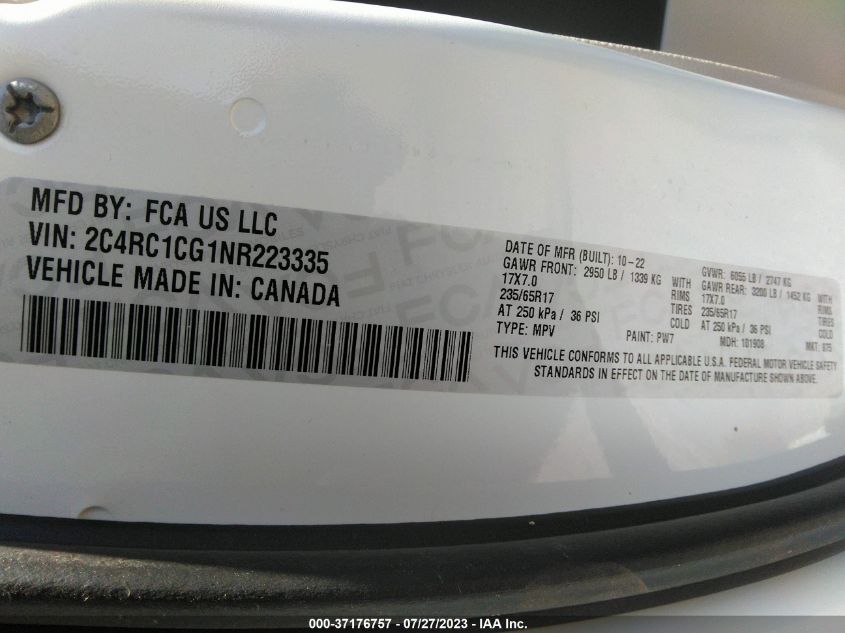 MFD BY: FCA US LLC
VIN: 2C4RC1CG1NR223335
VEHICLE MADE IN: CANADA
DATE OF MFR (BUILT): 10-22 GVWR: 6055 LB / 2747 KG
GAWR FRONT: 2950 LB / 1339 KG WITH GAWR REAR: 3200 LB / 1452 KG WITH
17X7.0 RIMS 17X7.0 RIMS
235/65R17 TIRES 235/65R17 TIRES
AT 250 kPa / 36 PSI COLD AT 250 kPa / 36 PSI COLD
TYPE: MPV PAINT: PW7 MDH: 101908 MKT: 875
THIS VEHICLE CONFORMS TO ALL APPLICABLE U.S.A. FEDERAL MOTOR VEHICLE SAFETY
STANDARDS IN EFFECT ON THE DATE OF MANUFACTURE SHOWN ABOVE.
000-37176757 - 07/27/2023 - IAA Inc.